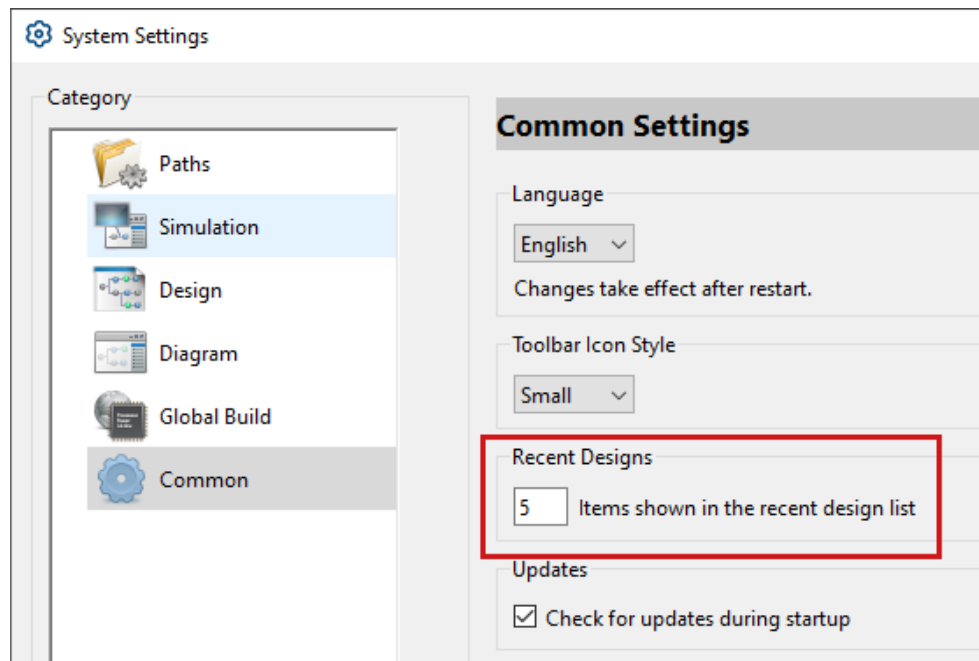 System Settings
Category
Paths
Simulation
Design
Diagram
Global Build
Common
Common Settings
Language
English
Changes take effect after restart.
Toolbar Icon Style
Small
Recent Designs
5 Items shown in the recent design list
Updates
Check for updates during startup